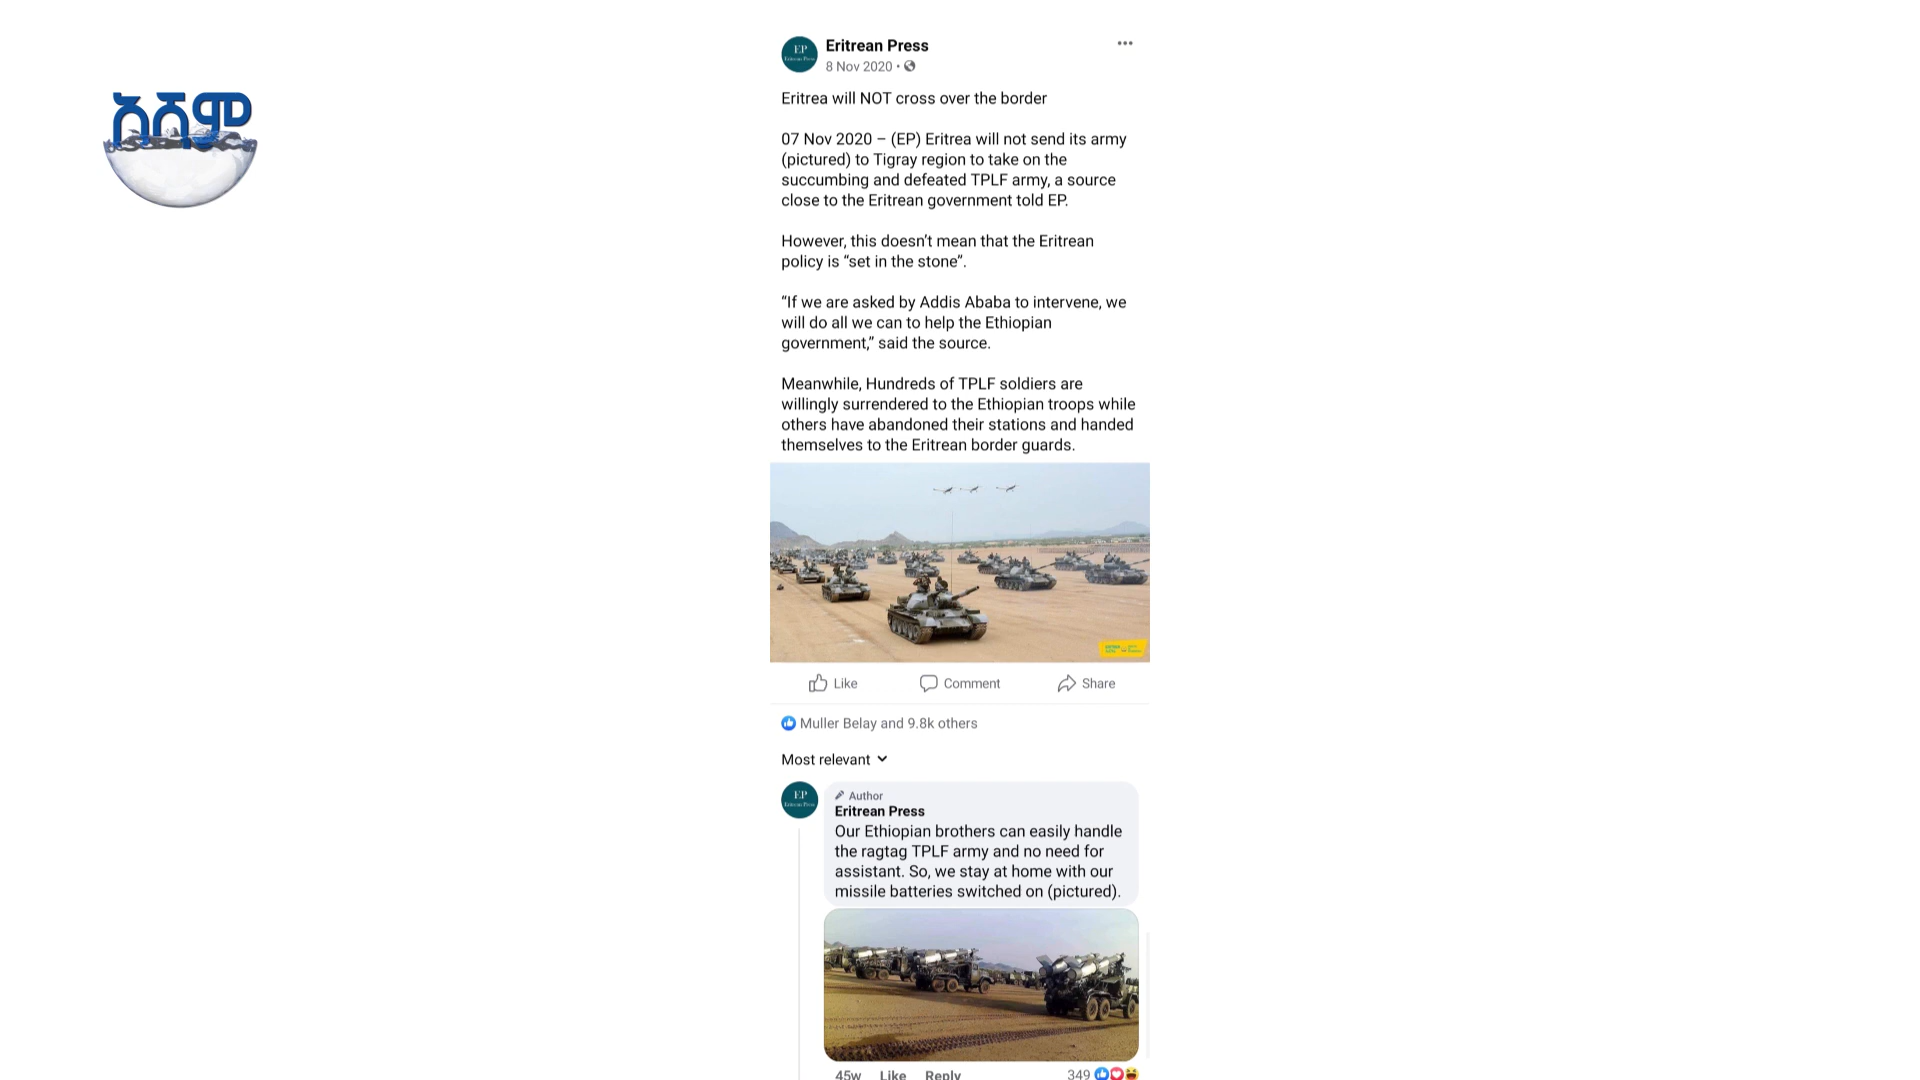 አሻም
EP
Eritrean Press
8 Nov 2020 •
Eritrea will NOT cross over the border
07 Nov 2020 – (EP) Eritrea will not send its army
(pictured) to Tigray region to take on the
succumbing and defeated TPLF army, a source
close to the Eritrean government told EP.
However, this doesn’t mean that the Eritrean
policy is “set in the stone”.
“If we are asked by Addis Ababa to intervene, we
will do all we can to help the Ethiopian
government,” said the source.
Meanwhile, Hundreds of TPLF soldiers are
willingly surrendered to the Ethiopian troops while
others have abandoned their stations and handed
themselves to the Eritrean border guards.
Like Comment Share
Muller Belay and 9.8k others
Most relevant
EP
Author
Eritrean Press
Our Ethiopian brothers can easily handle
the ragtag TPLF army and no need for
assistant. So, we stay at home with our
missile batteries switched on (pictured).
45w Like Reply 349